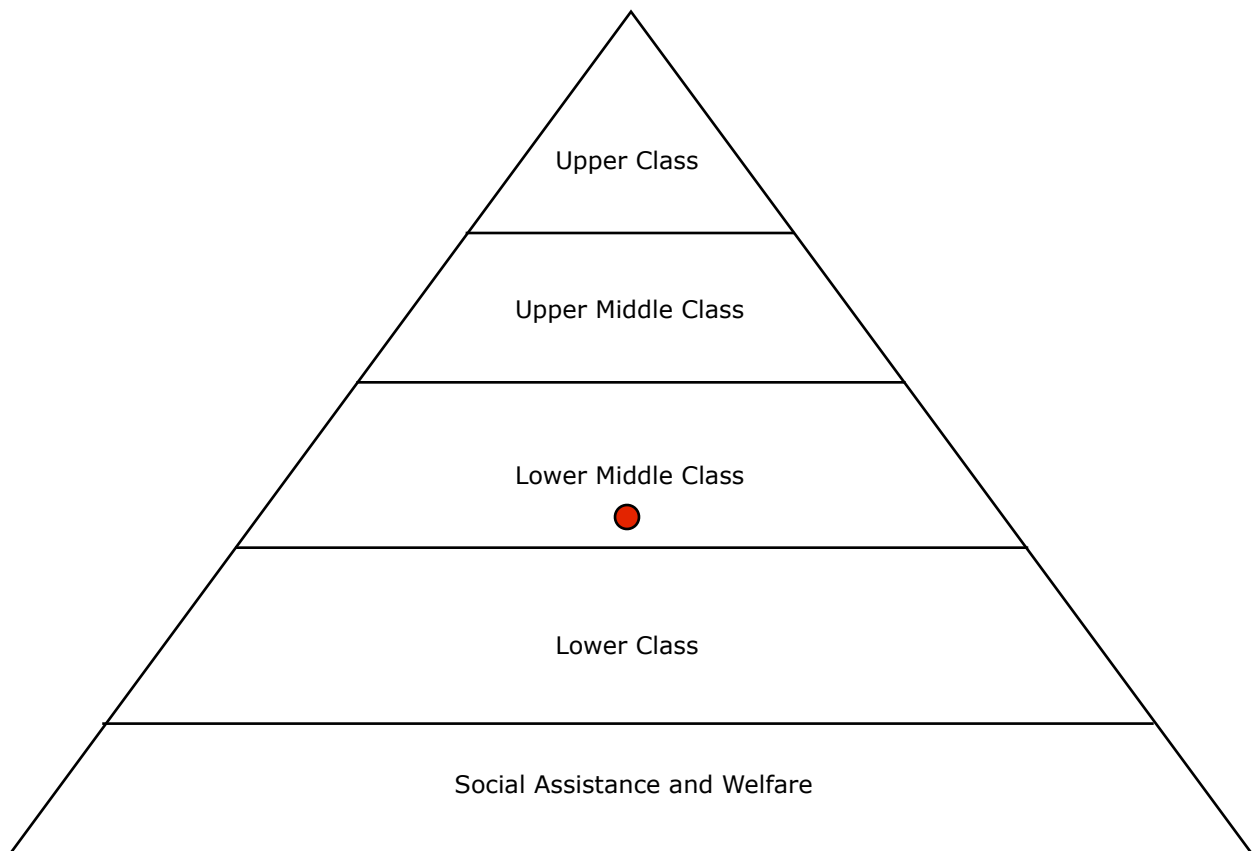 Upper Class
Upper Middle Class
Lower Middle Class
Lower Class
Social Assistance and Welfare